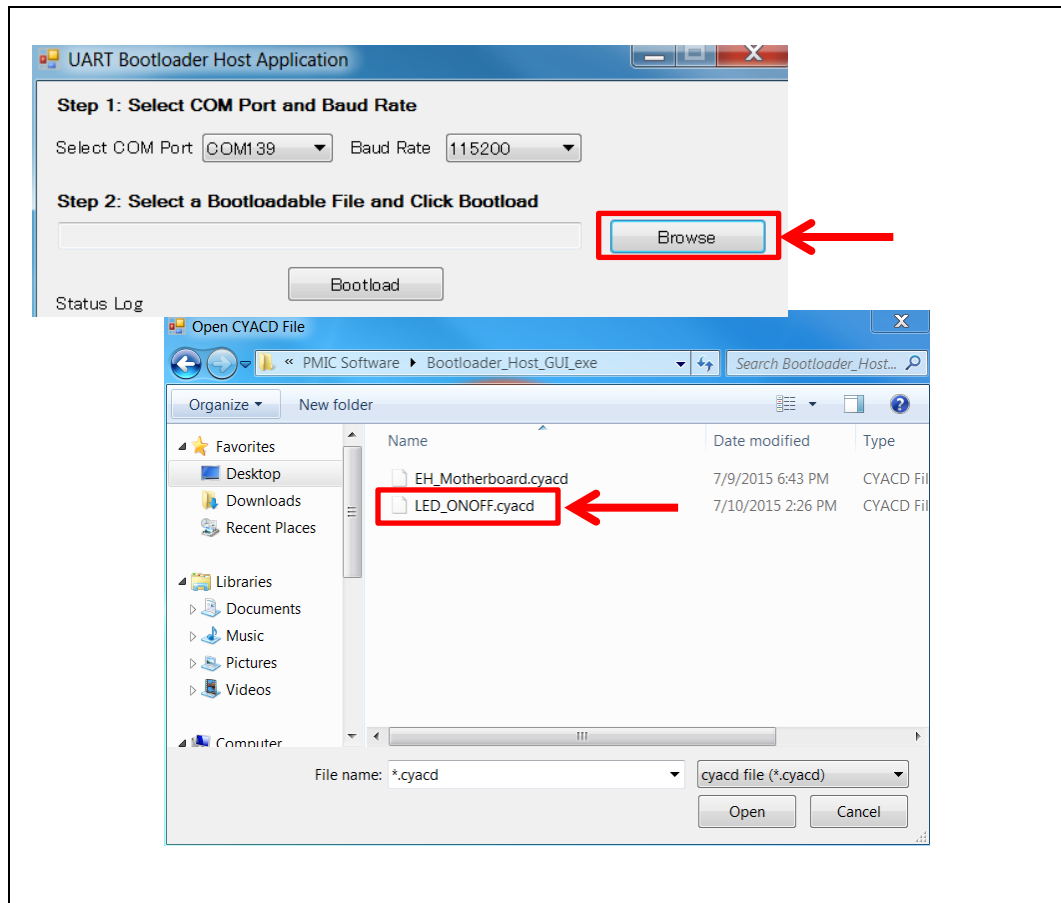 UART Bootloader Host Application
Step 1: Select COM Port and Baud Rate
Select COM Port COM139 Baud Rate 115200
Step 2: Select a Bootloadable File and Click Bootload
Browse
Bootload
Status Log
Open CYACD File
« PMIC Software Bootloader_Host_GUI.exe Search Bootloader_Host...
Organize New folder
Name Date modified Type
Favorites
Desktop
Downloads
Recent Places
Libraries
Documents
Music
Pictures
Videos
Computer
EH_Motherboard.cyacd 7/9/2015 6:43 PM CYACD Fil
LED_ONOFF.cyacd 7/10/2015 2:26 PM CYACD Fil
File name: *.cyacd cyacd file (*.cyacd)
Open Cancel